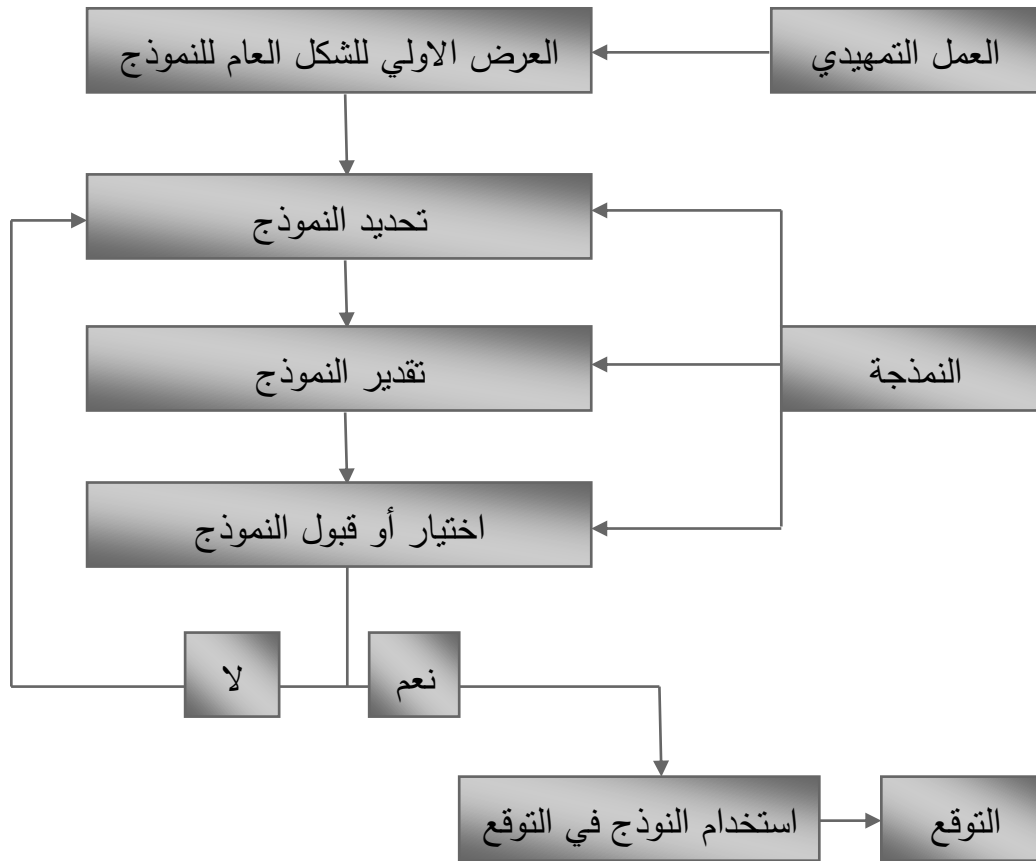 العمل التمهيدي
العرض الاولي للشكل العام للنموذج
تحديد النموذج
تقدير النموذج
النمذجة
اختيار أو قبول النموذج
نعم
لا
استخدام النوذج في التوقع
التوقع